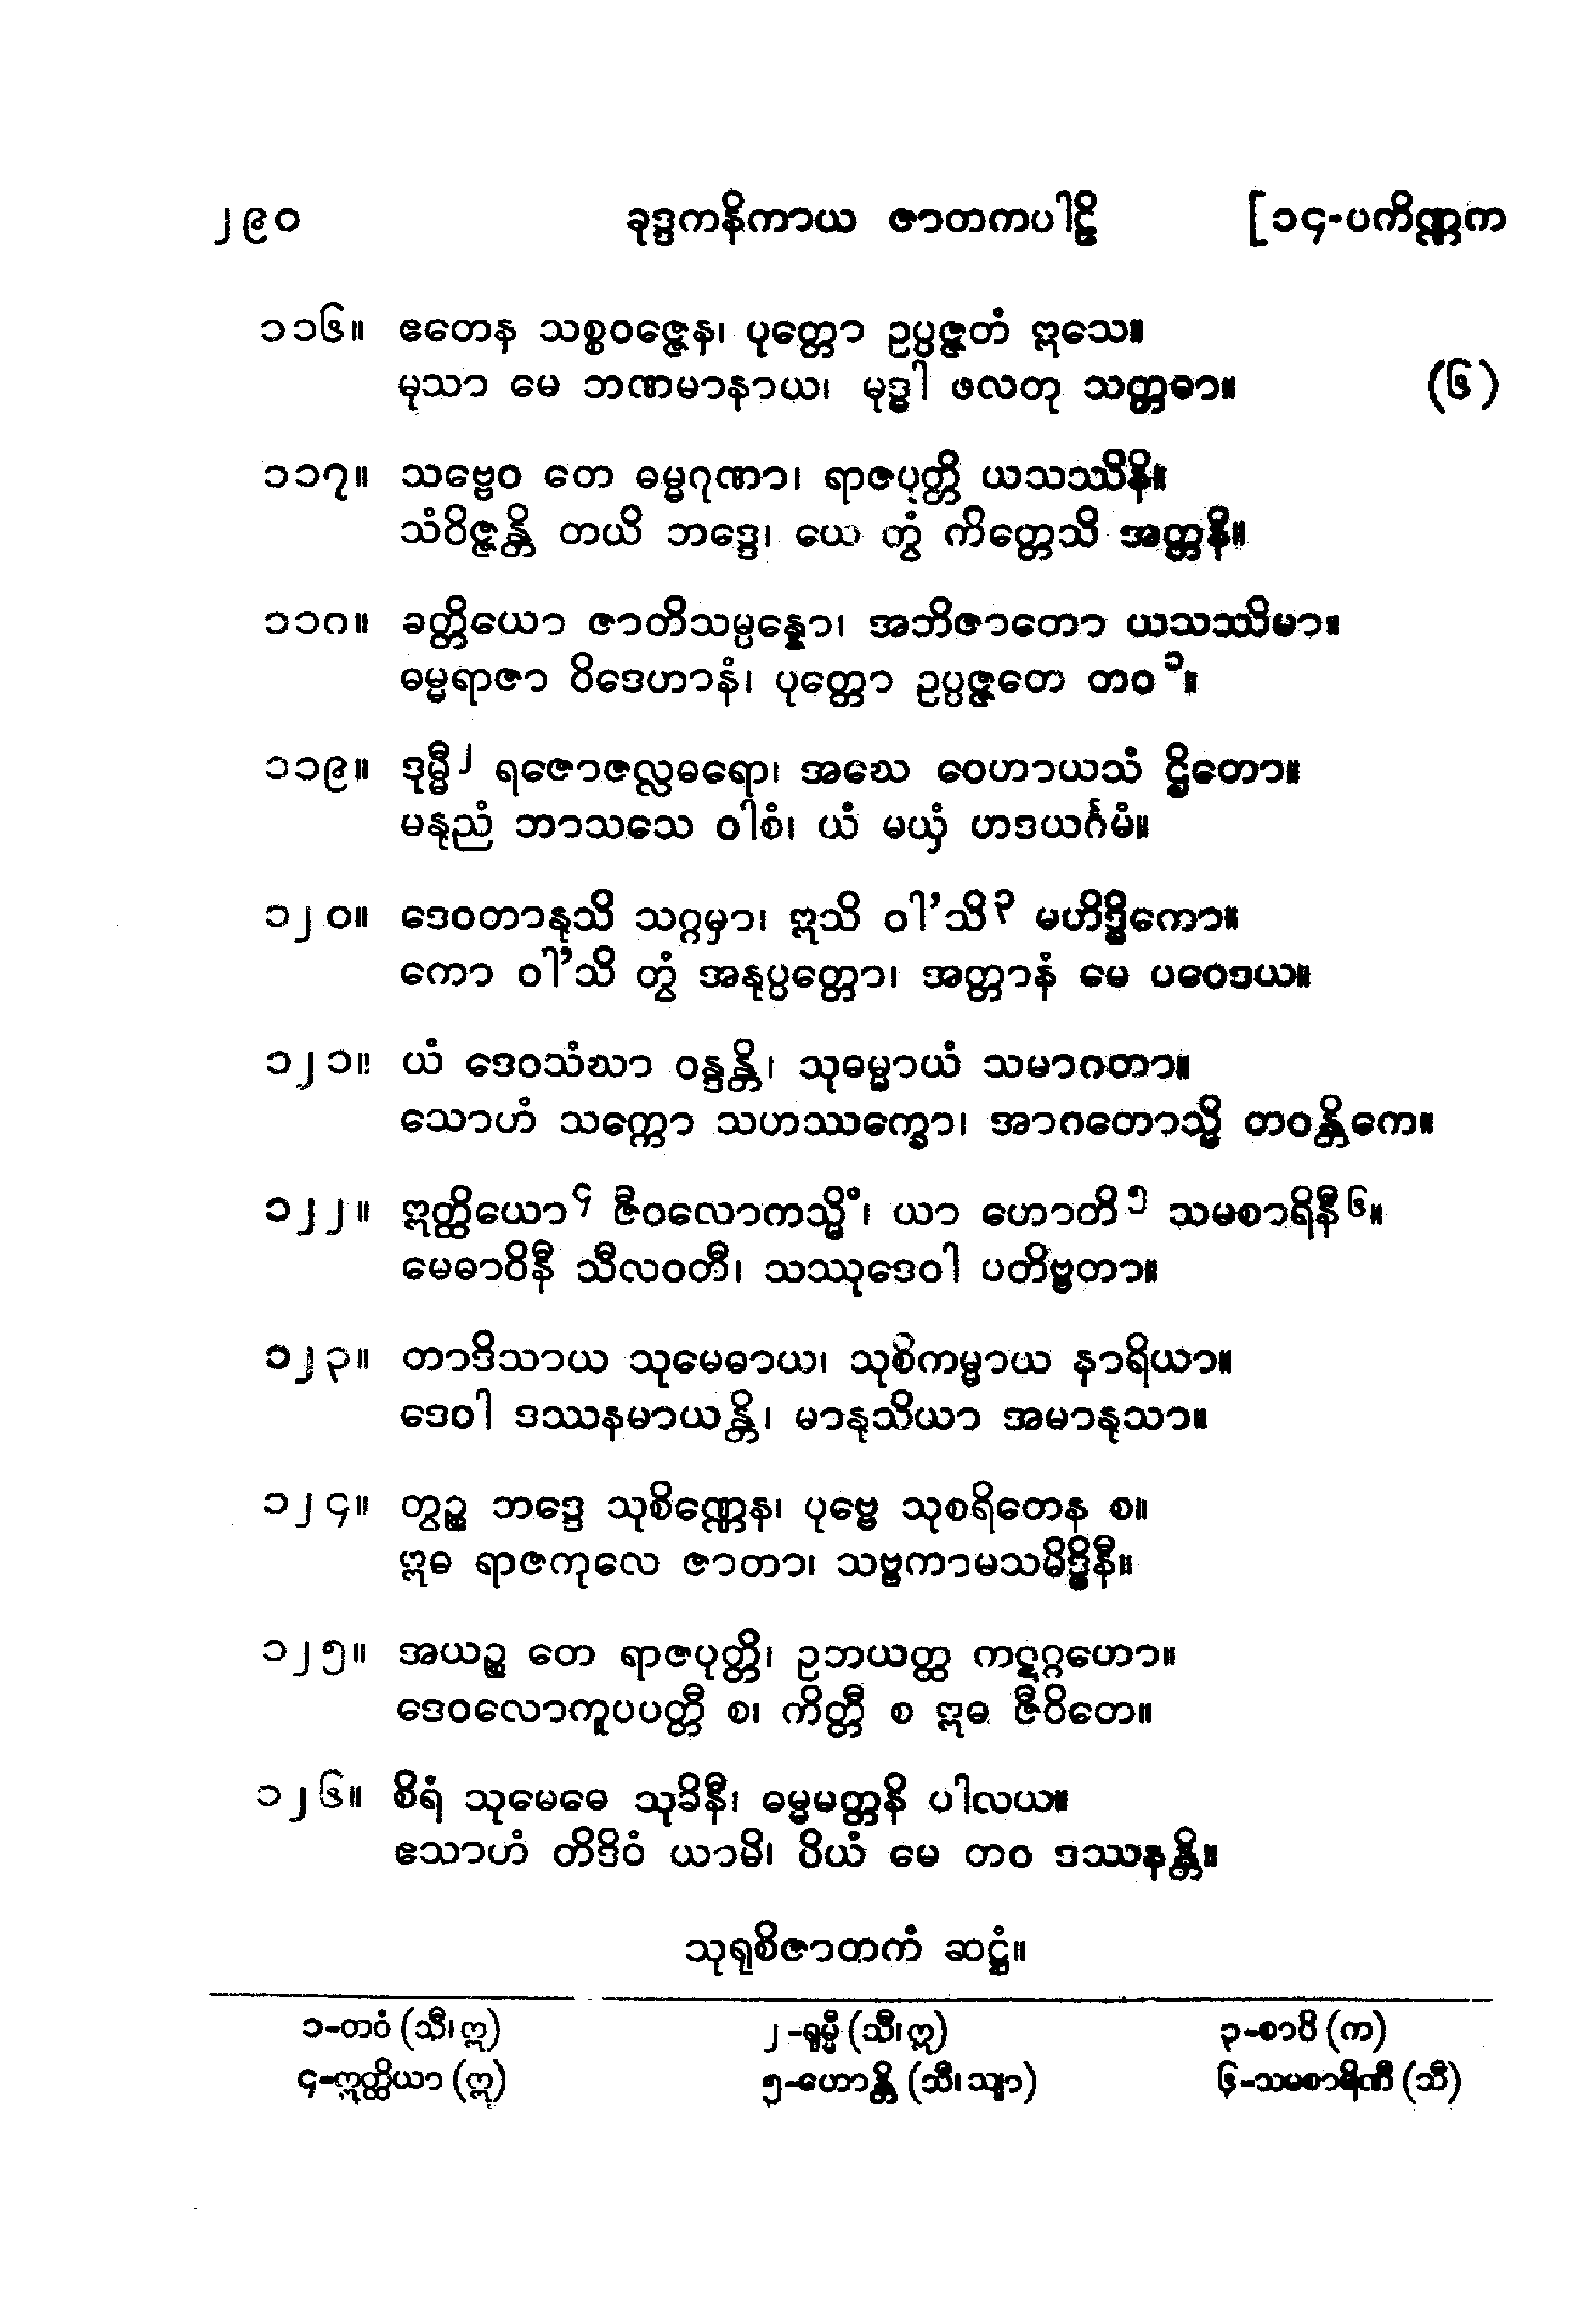 ၂၉၀ ခုဒ္ဒကနိကာယ ဇာတကပါဠိ [၁၄-ပကိဏ္ဏက
၁၁၆။ ဧတေန သစ္စဝဇ္ဇေန၊ ပုတ္တော ဥပ္ပဇ္ဇတံ ဣသေ။
မုသာ မေ ဘဏမာနာယ၊ မုဒ္ဓါ ဖလတု သတ္တဓာ။ (၆)
၁၁၇။ သဗ္ဗေဝ တေ ဓမ္မဂုဏာ၊ ရာဇပုတ္တိ ယသဿိနိ။
သံဝိဇ္ဇန္တိ တယိ ဘဒ္ဒေ၊ ယေ တွံ ကိတ္တေသိ အတ္တနိ။
၁၁၈။ ခတ္တိယော ဇာတိသမ္ပန္နော၊ အဘိဇာတော ယသဿိမာ။
ဓမ္မရာဇာ ဝိဒေဟာနံ၊ ပုတ္တော ဥပ္ပဇ္ဇတေ တဝ၁။
၁၁၉။ ဒုမ္မီ၂ ရဇောဇလ္လဓရော၊ အဃေ ဝေဟာယသံ ဌိတော။
မနုညံ ဘာသသေ ဝါစံ၊ ယံ မယှံ ဟဒယင်္ဂမံ။
၁၂၀။ ဒေဝတာနုသိ သဂ္ဂမှာ၊ ဣသိ ဝါ’သိ၃ မဟိဒ္ဓိကော။
ကော ဝါ’သိ တွံ အနုပ္ပတ္တော၊ အတ္တာနံ မေ ပဝေဒယ။
၁၂၁။ ယံ ဒေဝသံဃာ ဝန္ဒန္တိ၊ သုဓမ္မာယံ သမာဂတာ။
သောဟံ သက္ကော သဟဿက္ခော၊ အာဂတောသ္မိ တဝန္တိကေ။
၁၂၂။ ဣတ္ထိယော၄ ဇီဝလောကသ္မိံ၊ ယာ ဟောတိ၅ သမစာရိနီ၆။
မေဓာဝိနီ သီလဝတီ၊ သဿုဒေဝါ ပတိဗ္ဗတာ။
၁၂၃။ တာဒိသာယ သုမေဓာယ၊ သုစိကမ္မာယ နာရိယာ။
ဒေဝါ ဒဿနမာယန္တိ၊ မာနုသိယာ အမာနုသာ။
၁၂၄။ တွဉ္စ ဘဒ္ဒေ သုစိဏ္ဏေန၊ ပုဗ္ဗေ သုစရိတေန စ။
ဣဓ ရာဇကုလေ ဇာတာ၊ သဗ္ဗကာမသမိဒ္ဓိနီ။
၁၂၅။ အယဉ္စ တေ ရာဇပုတ္တိ၊ ဥဘယတ္ထ ကဋဂ္ဂဟော။
ဒေဝလောကူပပတ္တီ စ၊ ကိတ္တီ စ ဣဓ ဇီဝိတေ။
၁၂၆။ စိရံ သုမေဓေ သုခိနီ၊ ဓမ္မမတ္တနိ ပါလယ။
ဧသာဟံ တိဒိဝံ ယာမိ၊ ပိယံ မေ တဝ ဒဿနန္တိ။
သုရုစိဇာတကံ ဆဋ္ဌံ။
၁-တဝံ (သီ၊ ဣ) ၂-ရုမ္မီ (သီ၊ ဣ) ၃-စာပိ (က)
၄-ဣတ္ထိယာ (ဣ) ၅-ဟောန္တိ (သီ၊ သျာ) ၆-သမစာရိဏီ (သီ)